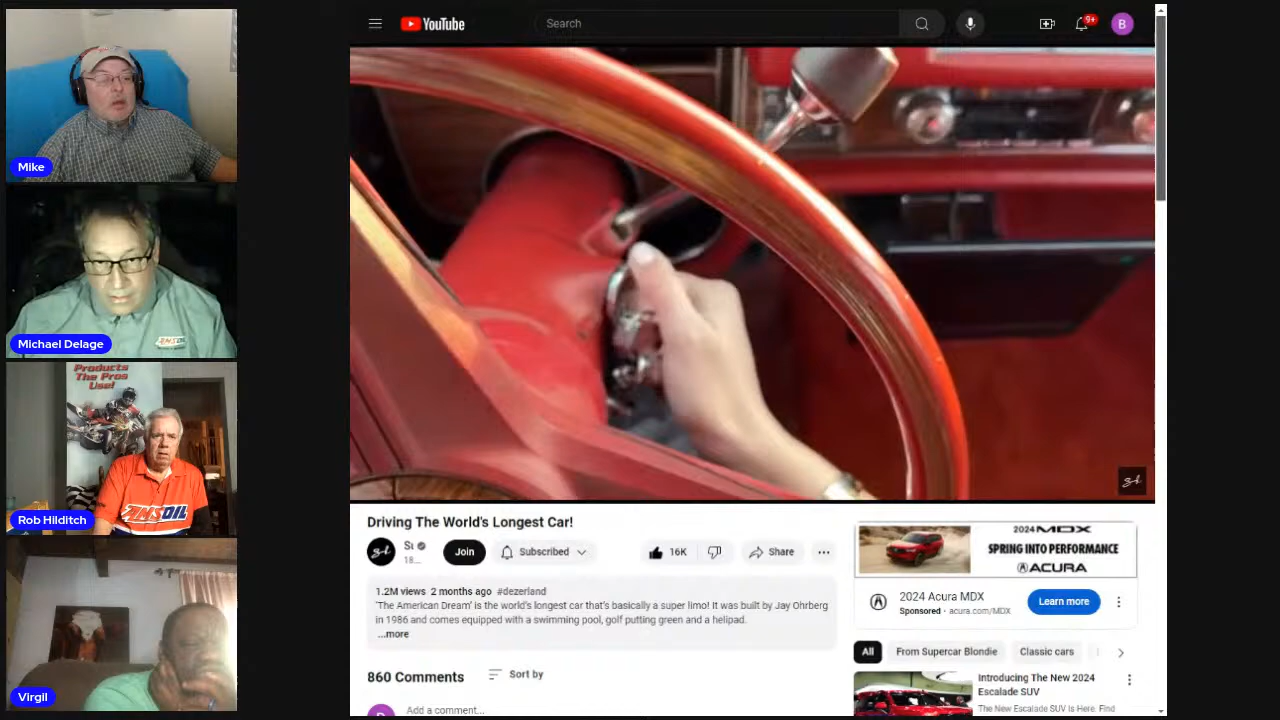 Mike
Michael Delage
Products
The Pros
Use!
AMSOIL
Rob Hilditch
Virgil
YouTube
Search
9+
B
Driving The World's Longest Car!
18...
Join
Subscribed
16K
Share
1.2M views 2 months ago #dezerland
'The American Dream' is the world's longest car that's basically a super limo! It was built by Jay Ohrberg
in 1986 and comes equipped with a swimming pool, golf putting green and a helipad.
...more
860 Comments
Sort by
Add a comment...
2024 MDX
SPRING INTO PERFORMANCE
ACURA
2024 Acura MDX
Sponsored · acura.com/MDX
Learn more
All
From Supercar Blondie
Classic cars
Introducing The New 2024
Escalade SUV
The New Escalade SUV Is Here. Find